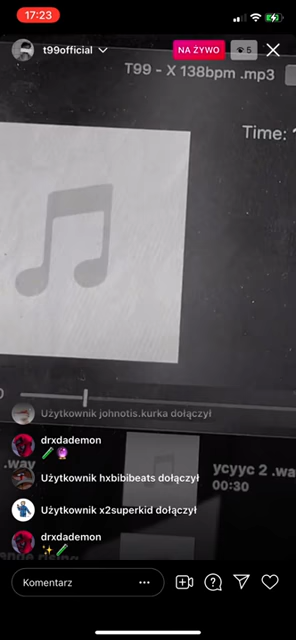 17:23
t99official
NA ŻYWO
5
T99 - X 138bpm .mp3
Time:
Użytkownik johnotis.kurka dołączył
drxdademon
.wav
ycyyc 2 .wa
Użytkownik hxbibibeats dołączył
00:30
Użytkownik x2superkid dołączył
drxdademon
Komentarz